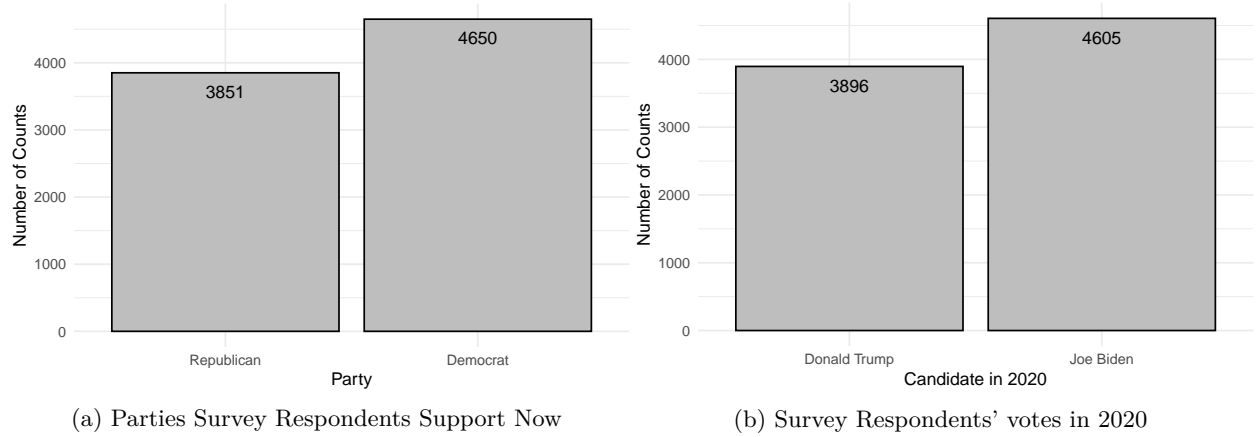 4650
4605
4000
4000
3851
3896
Number of Counts
Number of Counts
3000
3000
2000
2000
1000
1000
0
0
Republican
Democrat
Donald Trump
Joe Biden
Party
Candidate in 2020
(a) Parties Survey Respondents Support Now
(b) Survey Respondents' votes in 2020